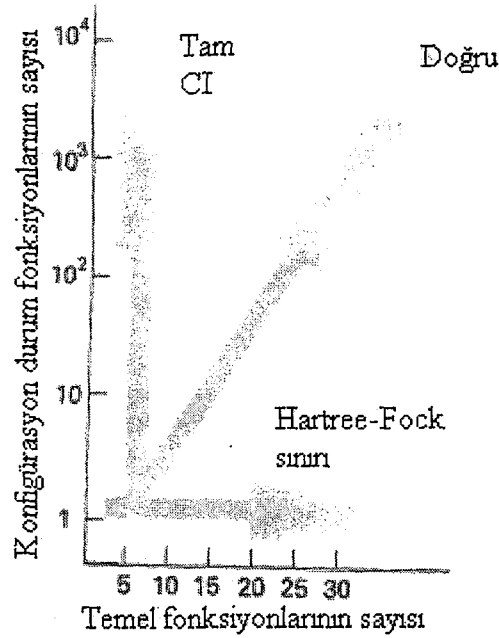 10⁴
Tam
CI
Doğru
10³
10²
10
Hartree-Fock
sının
1
5 10 15 20 25 30
Temel fonksiyonlarının sayısı
Konfigürasyon durum fonksiyonlarının sayısı